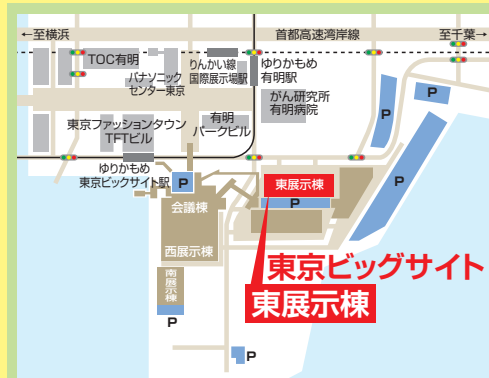 ←至横浜
首都高速湾岸線
至千葉→
TOC有明
りんかい線
国際展示場駅
ゆりかもめ
有明駅
パナソニック
センター東京
がん研究所
有明病院
P
P
東京ファッションタウン
TFTビル
有明
パークビル
ゆりかもめ
東京ビックサイト駅
P
東展示棟
P
P
会議棟
西展示棟
東京ビッグサイト
東展示棟
南展示棟
P
P